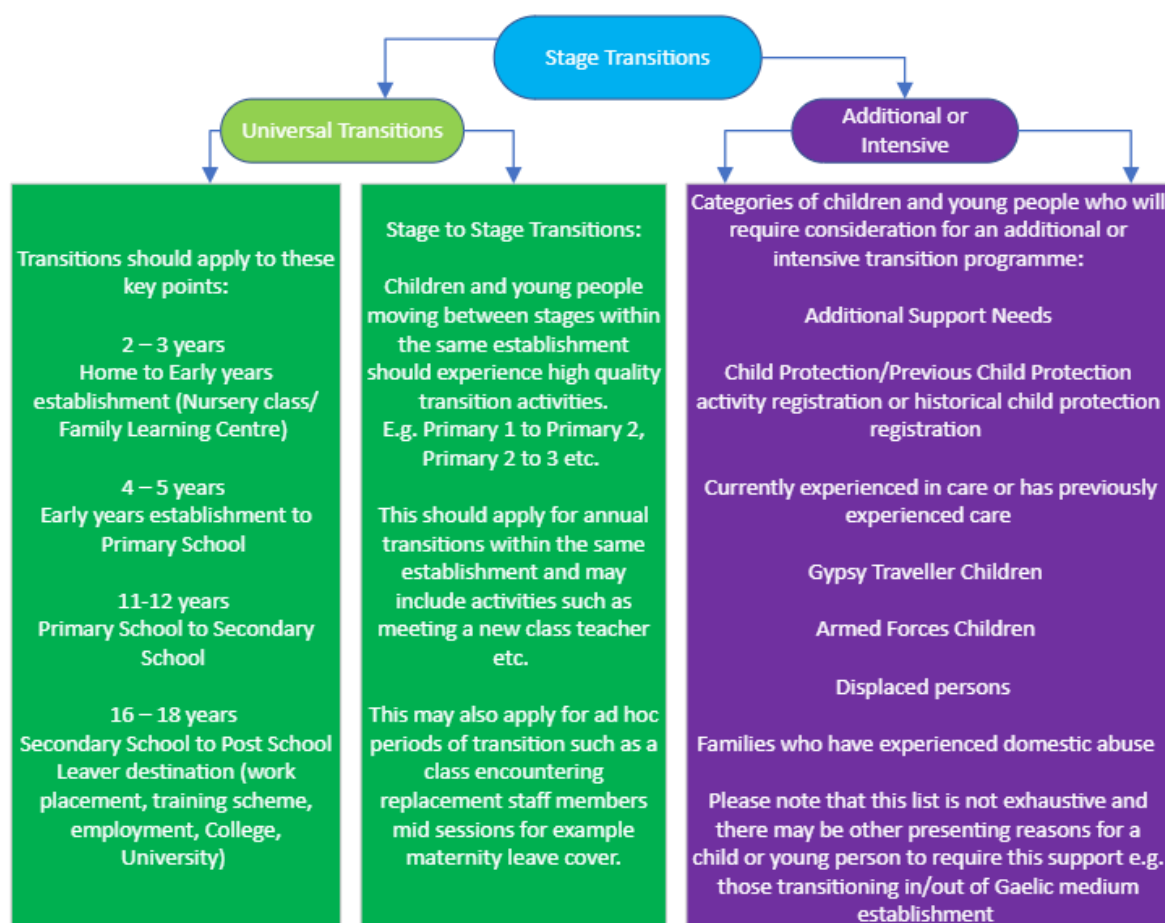 Stage Transitions
Universal Transitions
Additional or
Intensive
Transitions should apply to these
key points:
2 – 3 years
Home to Early years
establishment (Nursery class/
Family Learning Centre)
4 – 5 years
Early years establishment to
Primary School
11-12 years
Primary School to Secondary
School
16 – 18 years
Secondary School to Post School
Leaver destination (work
placement, training scheme,
employment, College,
University)
Stage to Stage Transitions:
Children and young people
moving between stages within
the same establishment
should experience high quality
transition activities.
E.g. Primary 1 to Primary 2,
Primary 2 to 3 etc.
This should apply for annual
transitions within the same
establishment and may
include activities such as
meeting a new class teacher
etc.
This may also apply for ad hoc
periods of transition such as a
class encountering
replacement staff members
mid sessions for example
maternity leave cover.
Categories of children and young people who will
require consideration for an additional or
intensive transition programme:
Additional Support Needs
Child Protection/Previous Child Protection
activity registration or historical child protection
registration
Currently experienced in care or has previously
experienced care
Gypsy Traveller Children
Armed Forces Children
Displaced persons
Families who have experienced domestic abuse
Please note that this list is not exhaustive and
there may be other presenting reasons for a
child or young person to require this support e.g.
those transitioning in/out of Gaelic medium
establishment